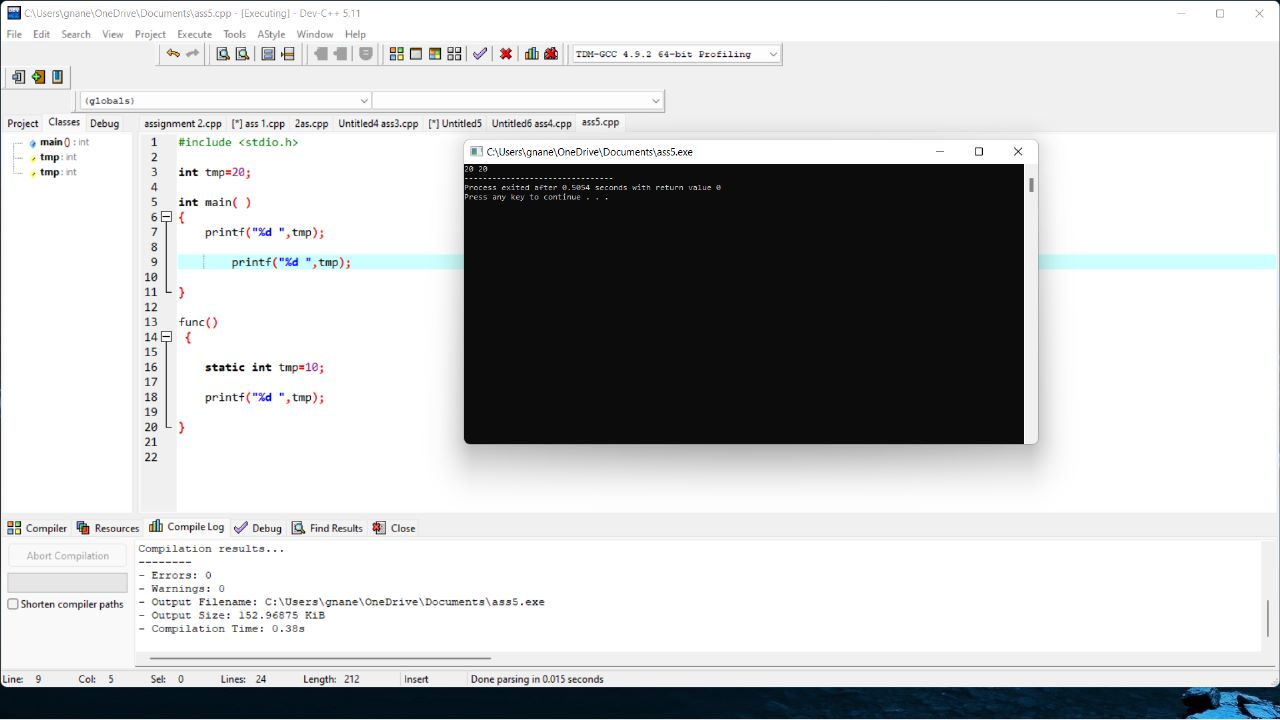 C:\Users\gnane\OneDrive\Documents\ass5.cpp - [Executing] - Dev-C++ 5.11
File Edit Search View Project Execute Tools AStyle Window Help
TDM-GCC 4.9.2 64-bit Profiling
(globals)
Project Classes Debug
assignment 2.cpp [*] ass 1.cpp 2as.cpp Untitled4 ass3.cpp [*] Untitled5 Untitled6 ass4.cpp ass5.cpp
main () : int
tmp : int
tmp : int
1 #include <stdio.h>
2
3 int tmp=20;
4
5 int main( )
6 {
7 printf("%d ",tmp);
8
9 printf("%d ",tmp);
10
11 }
12
13 func()
14 {
15
16 static int tmp=10;
17
18 printf("%d ",tmp);
19
20 }
21
22
C:\Users\gnane\OneDrive\Documents\ass5.exe
20 20
--------------------------------
Process exited after 0.5054 seconds with return value 0
Press any key to continue . . .
Compiler Resources Compile Log Debug Find Results Close
Abort Compilation
Shorten compiler paths
Compilation results...
--------
- Errors: 0
- Warnings: 0
- Output Filename: C:\Users\gnane\OneDrive\Documents\ass5.exe
- Output Size: 152.96875 KiB
- Compilation Time: 0.38s
Line: 9 Col: 5 Sel: 0 Lines: 24 Length: 212 Insert Done parsing in 0.015 seconds